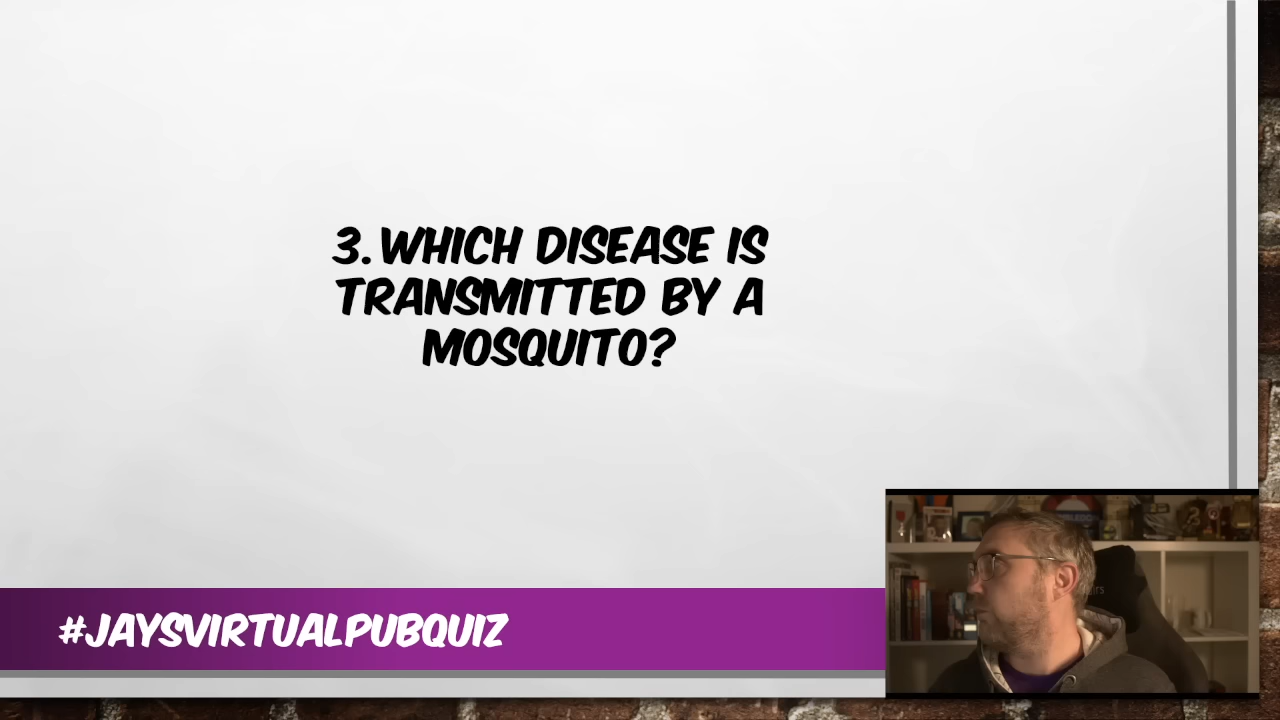 3. WHICH DISEASE IS
TRANSMITTED BY A
MOSQUITO?
#JAYSVIRTUALPUBQUIZ